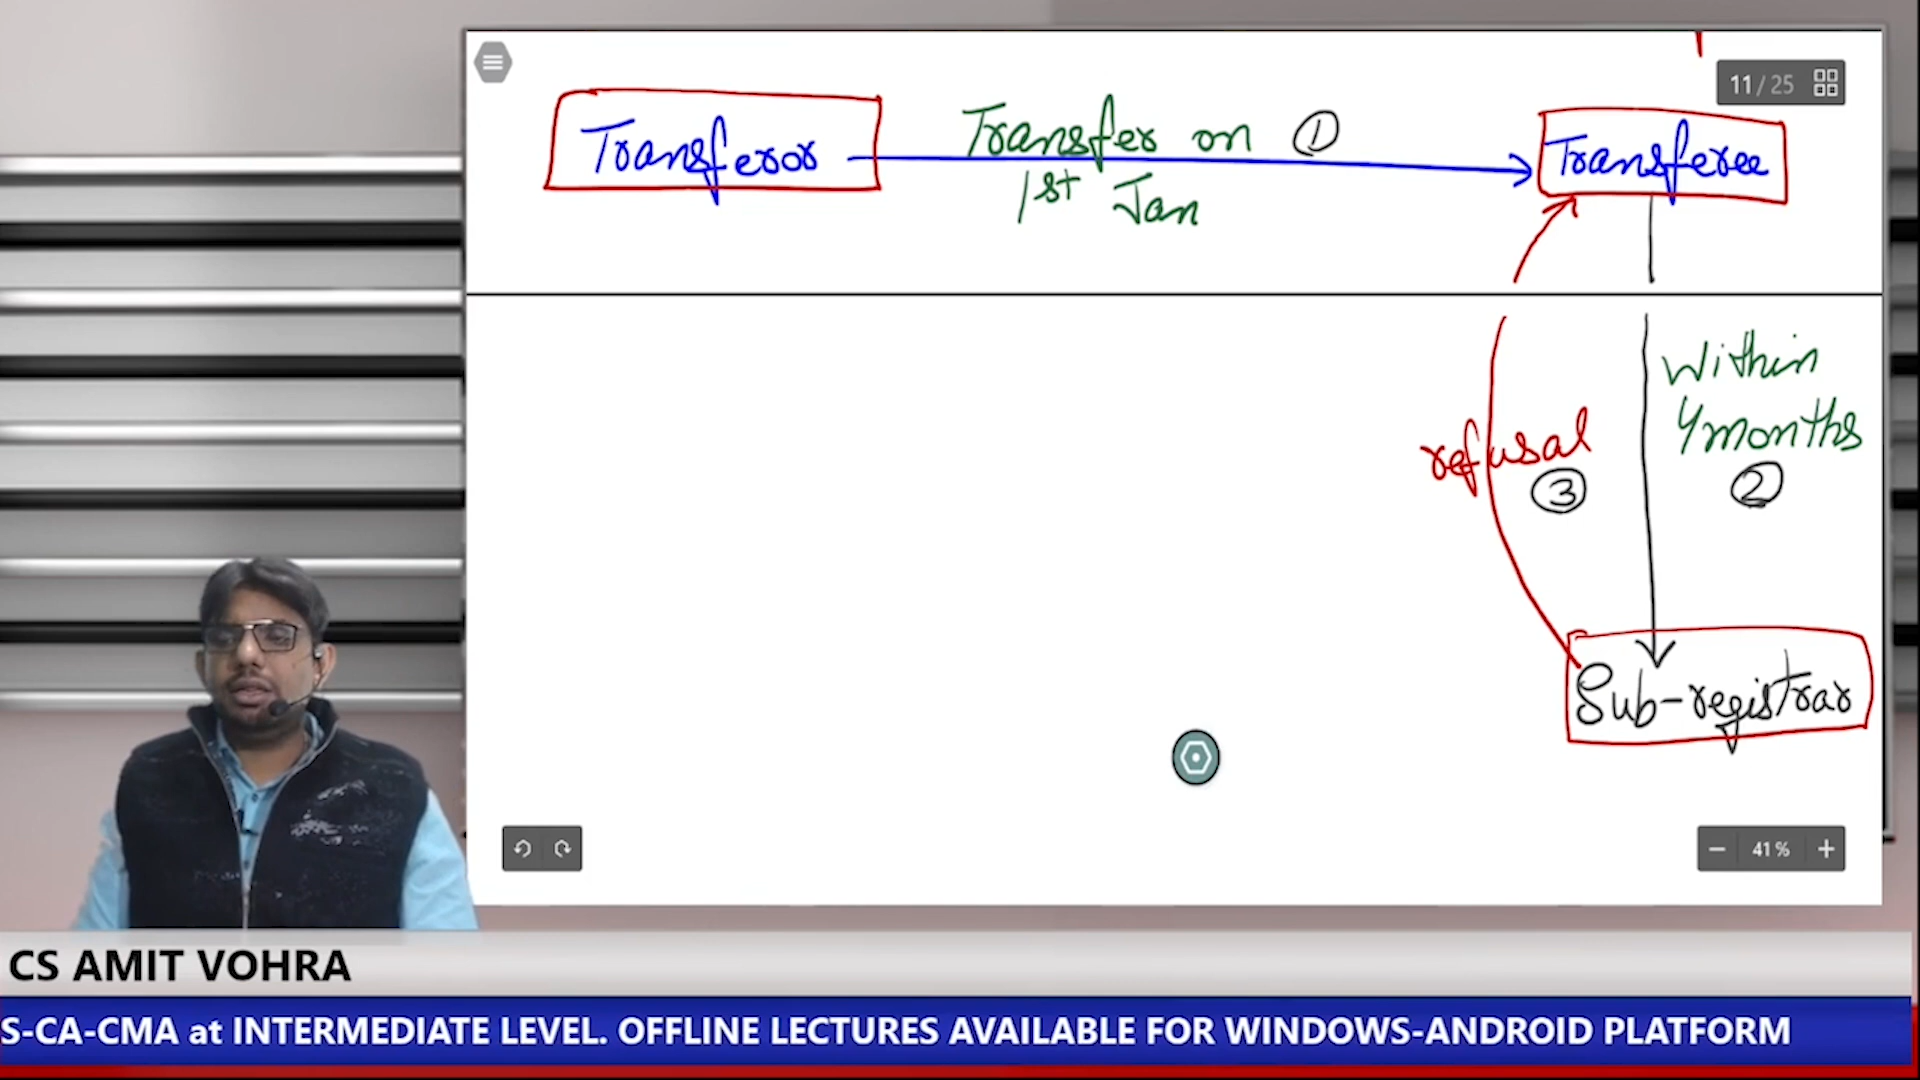 11 / 25
Transferor
Transfer on ①
1st Jan
Transferee
Within
4 months
②
refusal
③
Sub-registrar
41 %
CS AMIT VOHRA
S-CA-CMA at INTERMEDIATE LEVEL. OFFLINE LECTURES AVAILABLE FOR WINDOWS-ANDROID PLATFORM